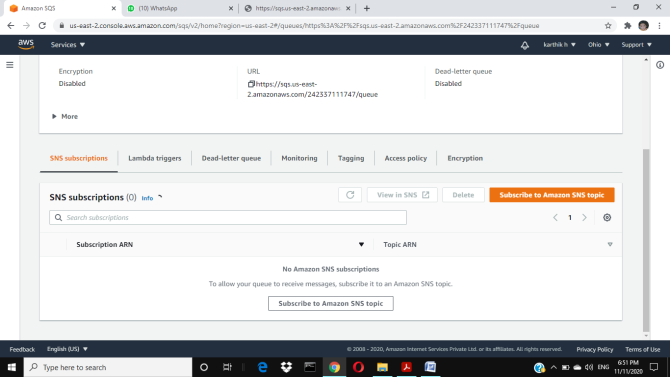 Amazon SQS
(10) WhatsApp
https://sqs.us-east-2.amazonaws
us-east-2.console.aws.amazon.com/sqs/v2/home?region=us-east-2#/queues/https%3A%2F%2Fsqs.us-east-2.amazonaws.com%2F242337111747%2Fqueue
aws Services karthik h Ohio Support
Encryption URL Dead-letter queue
Disabled https://sqs.us-east- Disabled
2.amazonaws.com/242337111747/queue
More
SNS subscriptions Lambda triggers Dead-letter queue Monitoring Tagging Access policy Encryption
SNS subscriptions (0) Info View in SNS Delete Subscribe to Amazon SNS topic
Search subscriptions 1
Subscription ARN Topic ARN
No Amazon SNS subscriptions
To allow your queue to receive messages, subscribe it to an Amazon SNS topic.
Subscribe to Amazon SNS topic
Feedback English (US) © 2008 - 2020, Amazon Internet Services Private Ltd. or its affiliates. All rights reserved. Privacy Policy Terms of Use
Type here to search ENG 6:51 PM
11/11/2020